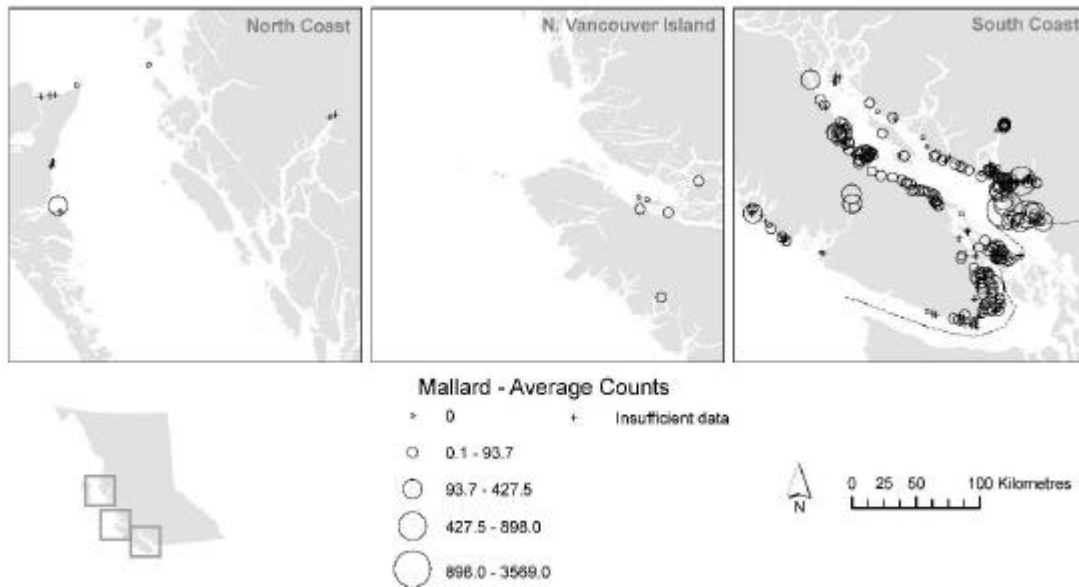 North Coast
N. Vancouver Island
South Coast
Mallard - Average Counts
0
Insufficient data
0.1 - 93.7
93.7 - 427.5
427.5 - 898.0
898.0 - 3569.0
N
0 25 50 100 Kilometres